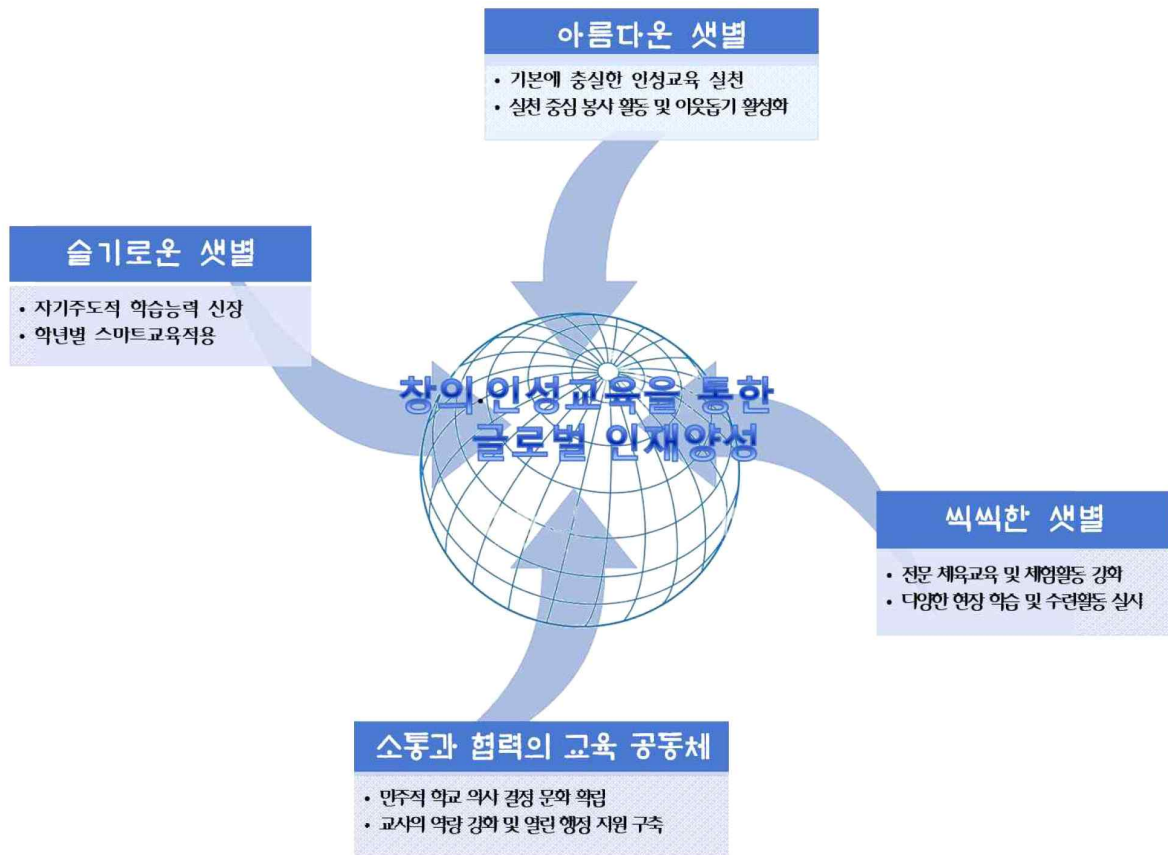 아름다운 샛별
• 기본에 충실한 인성교육 실천
• 실천 중심 봉사 활동 및 이웃돕기 활성화
슬기로운 샛별
• 자기주도적 학습능력 신장
• 학년별 스마트교육적용
창의·인성교육을 통한
글로벌 인재양성
씩씩한 샛별
• 전문 체육교육 및 체험활동 강화
• 다양한 현장 학습 및 수련활동 실시
소통과 협력의 교육 공동체
• 민주적 학교 의사 결정 문화 확립
• 교사의 역량 강화 및 열린 행정 지원 구축